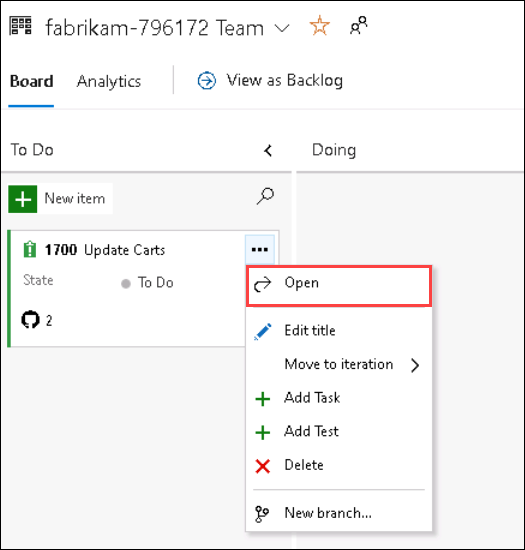 fabrikam-796172 Team
Board Analytics View as Backlog
To Do Doing
New item
1700 Update Carts
State To Do
2
Open
Edit title
Move to iteration
Add Task
Add Test
Delete
New branch...